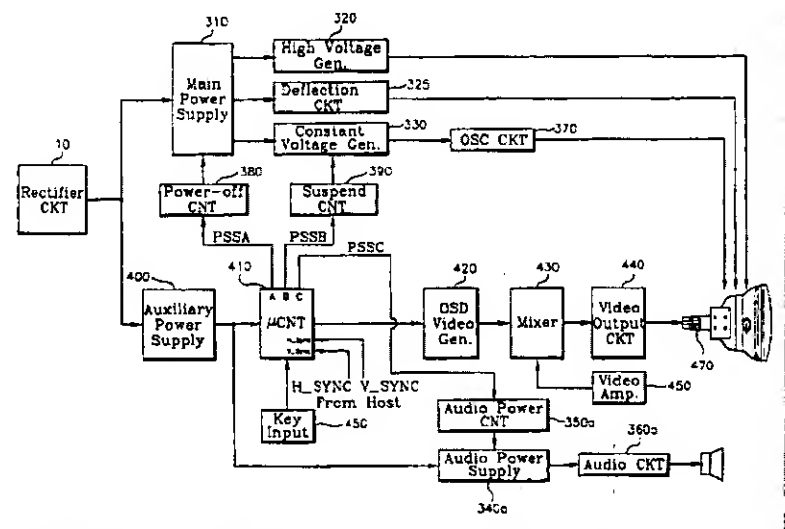 310
320
High Voltage
Gen.
Main
Power
Supply
325
Deflection
CKT
330
Constant
Voltage Gen.
370
OSC CKT
10
Rectifier
CKT
380
Power-off
CNT
390
Suspend
CNT
PSSA
PSSB
PSSC
400
Auxiliary
Power
Supply
410
A B C
μCNT
H_Sync
V_Sync
420
OSD
Video
Gen.
430
Mixer
440
Video
Output
CKT
470
H_SYNC V_SYNC
From Host
Key
Input
450
Video
Amp.
450
Audio Power
CNT
350a
Audio Power
Supply
340a
360a
Audio CKT